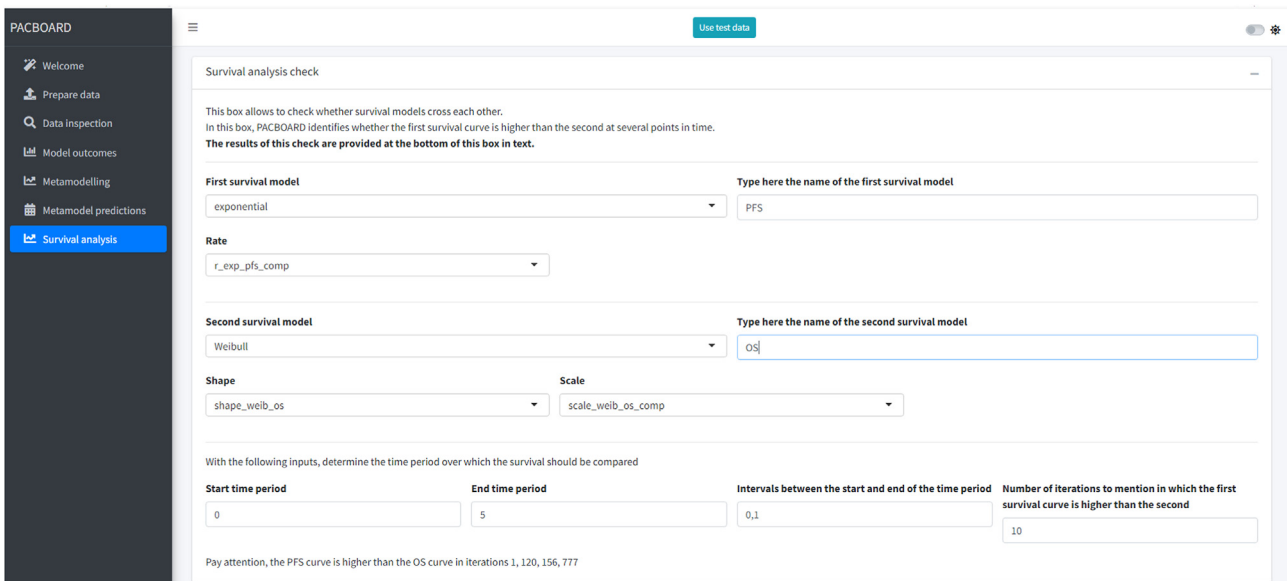 PACBOARD
Use test data
Welcome
Prepare data
Data inspection
Model outcomes
Metamodelling
Metamodel predictions
Survival analysis
Survival analysis check
This box allows to check whether survival models cross each other.
In this box, PACBOARD identifies whether the first survival curve is higher than the second at several points in time.
The results of this check are provided at the bottom of this box in text.
First survival model
Type here the name of the first survival model
exponential
PFS
Rate
r_exp_pfs_comp
Second survival model
Type here the name of the second survival model
Weibull
OS
Shape
Scale
shape_weib_os
scale_weib_os_comp
With the following inputs, determine the time period over which the survival should be compared
Start time period
End time period
Intervals between the start and end of the time period
Number of iterations to mention in which the first
survival curve is higher than the second
0
5
0,1
10
Pay attention, the PFS curve is higher than the OS curve in iterations 1, 120, 156, 777